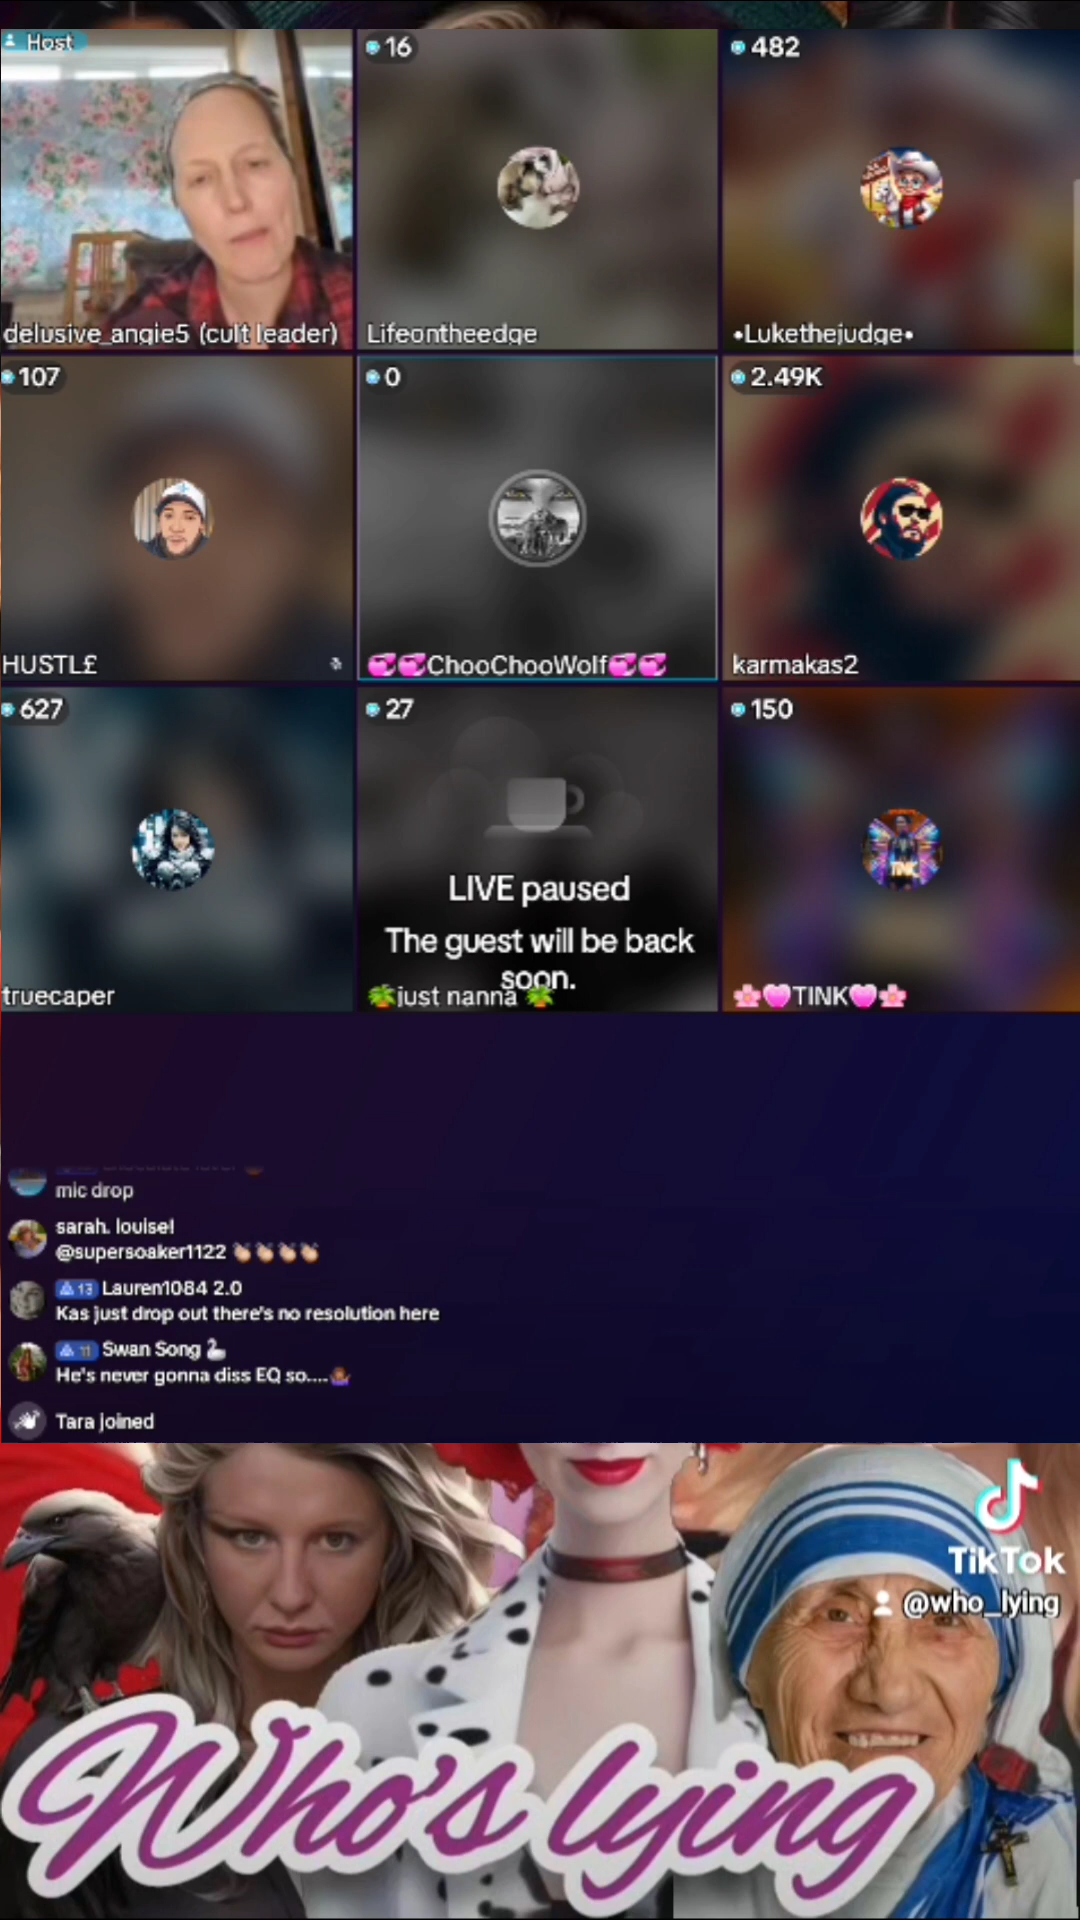 Host
16
482
delusive_angie5 (cult leader)
Lifeontheedge
•Lukethejudge•
107
0
2.49K
HUSTL£
💞💞ChooChooWolf💞💞
karmakas2
627
27
150
LIVE paused
The guest will be back
soon.
truecaper
🌴just nanna🌴
TNK
🌸💗TINK💗🌸
mic drop
sarah. louise!
@supersoaker1122 👏🏻👏🏻👏🏻👏🏻
13 Lauren1084 2.0
Kas just drop out there's no resolution here
11 Swan Song 🦢
He's never gonna diss EQ so....🤷🏾‍♀️
Tara joined
TikTok
@who_lying
Who's lying